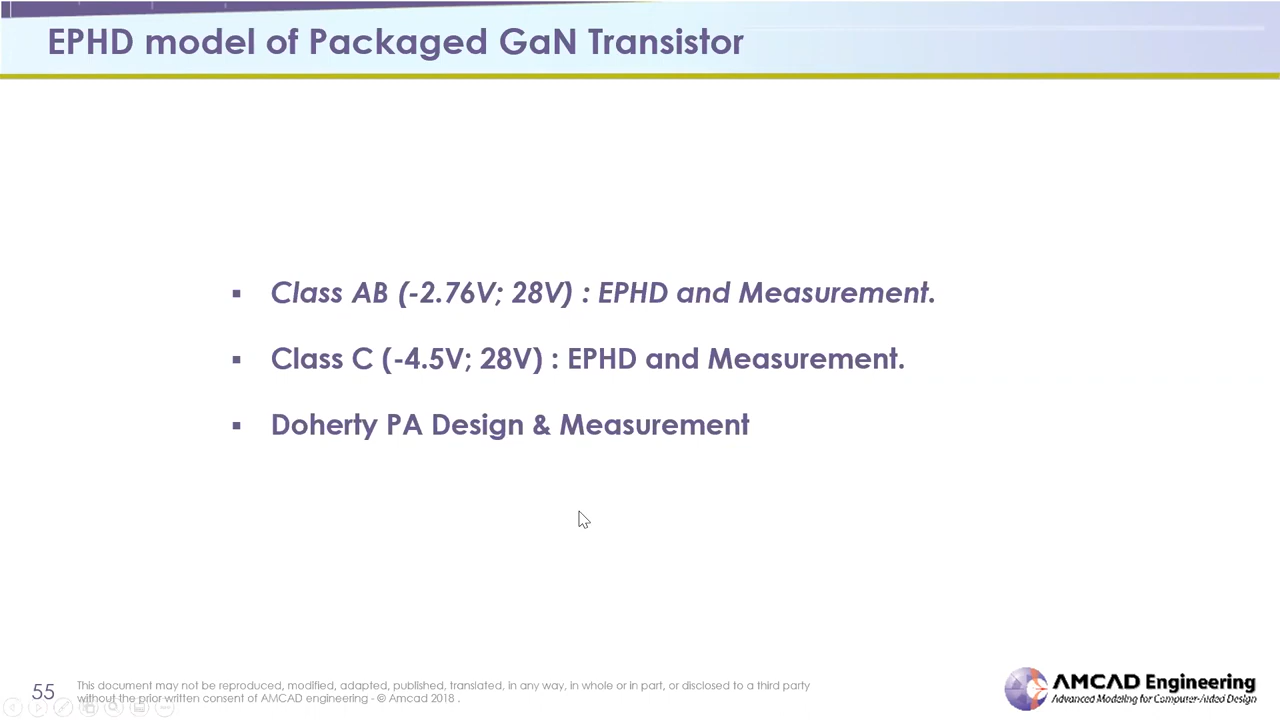 EPHD model of Packaged GaN Transistor
▪ Class AB (-2.76V; 28V) : EPHD and Measurement.
▪ Class C (-4.5V; 28V) : EPHD and Measurement.
▪ Doherty PA Design & Measurement
55
This document may not be reproduced, modified, adapted, published, translated, in any way, in whole or in part, or disclosed to a third party
without the prior written consent of AMCAD engineering - © Amcad 2018 .
AMCAD Engineering
Advanced Modeling for Computer-Aided Design